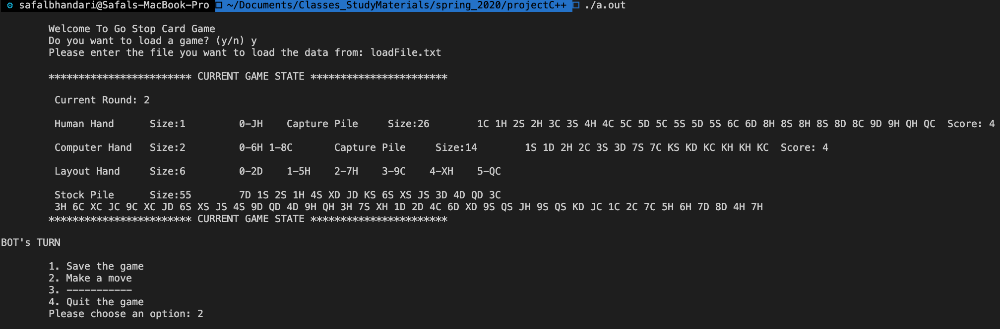 safalbhandari@Safals-MacBook-Pro ~/Documents/Classes_StudyMaterials/spring_2020/projectC++ ./a.out
Welcome To Go Stop Card Game
Do you want to load a game? (y/n) y
Please enter the file you want to load the data from: loadFile.txt
************************ CURRENT GAME STATE ***********************
Current Round: 2
Human Hand Size:1 0-JH Capture Pile Size:26 1C 1H 2S 2H 3C 3S 4H 4C 5C 5D 5C 5S 5D 5S 6C 6D 8H 8S 8H 8S 8D 8C 9D 9H QH QC Score: 4
Computer Hand Size:2 0-6H 1-8C Capture Pile Size:14 1S 1D 2H 2C 3S 3D 7S 7C KS KD KC KH KH KC Score: 4
Layout Hand Size:6 0-2D 1-5H 2-7H 3-9C 4-XH 5-QC
Stock Pile Size:55 7D 1S 2S 1H 4S XD JD KS 6S XS JS 3D 4D QD 3C
3H 6C XC JC 9C XC JD 6S XS JS 4S 9D QD 4D 9H QH 3H 7S XH 1D 2D 4C 6D XD 9S QS JH 9S QS KD JC 1C 2C 7C 5H 6H 7D 8D 4H 7H
************************ CURRENT GAME STATE ***********************
BOT's TURN
1. Save the game
2. Make a move
3. -----------
4. Quit the game
Please choose an option: 2